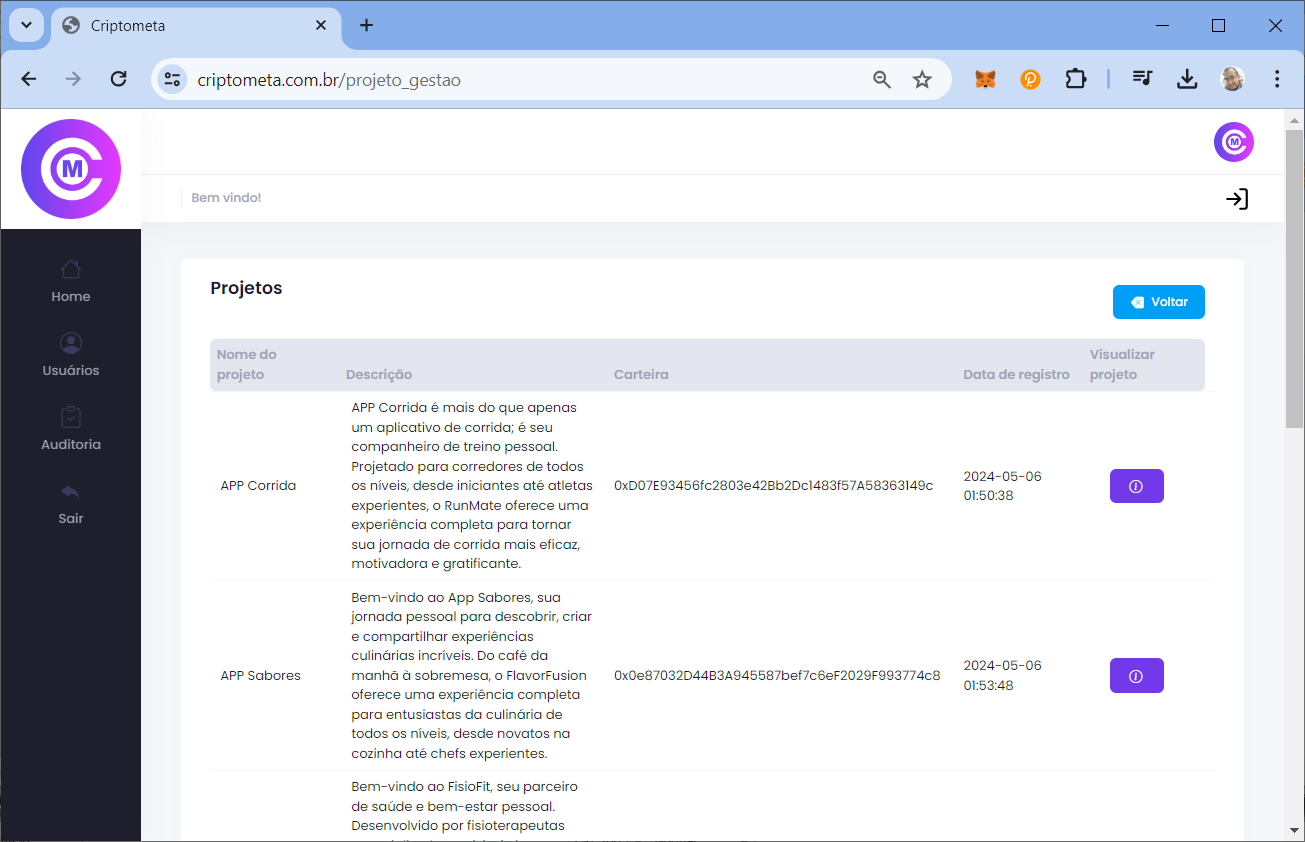 Criptometa
criptometa.com.br/projeto_gestao
CM
CM
Bem vindo!
Home
Usuários
Auditoria
Sair
Projetos
Voltar
Nome do
projeto
Descrição
Carteira
Data de registro
Visualizar
projeto
APP Corrida
APP Corrida é mais do que apenas
um aplicativo de corrida; é seu
companheiro de treino pessoal.
Projetado para corredores de todos
os níveis, desde iniciantes até atletas
experientes, o RunMate oferece uma
experiência completa para tornar
sua jornada de corrida mais eficaz,
motivadora e gratificante.
0xD07E93456fc2803e42Bb2Dc1483f57A58363149c
2024-05-06
01:50:38
APP Sabores
Bem-vindo ao App Sabores, sua
jornada pessoal para descobrir, criar
e compartilhar experiências
culinárias incríveis. Do café da
manhã à sobremesa, o FlavorFusion
oferece uma experiência completa
para entusiastas da culinária de
todos os níveis, desde novatos na
cozinha até chefs experientes.
0x0e87032D44B3A945587bef7c6eF2029F993774c8
2024-05-06
01:53:48
Bem-vindo ao FisioFit, seu parceiro
de saúde e bem-estar pessoal.
Desenvolvido por fisioterapeutas